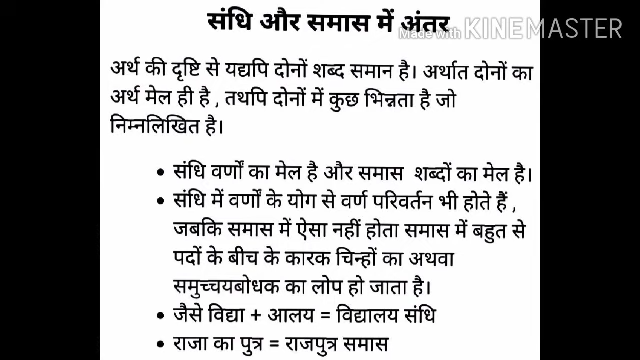 संधि और समास में अंतर
Made with KINEMASTER
अर्थ की दृष्टि से यद्यपि दोनों शब्द समान है। अर्थात दोनों का
अर्थ मेल ही है , तथपि दोनों में कुछ भिन्नता है जो
निम्नलिखित है।
• संधि वर्णों का मेल है और समास शब्दों का मेल है।
• संधि में वर्णों के योग से वर्ण परिवर्तन भी होते हैं ,
जबकि समास में ऐसा नहीं होता समास में बहुत से
पदों के बीच के कारक चिन्हों का अथवा
समुच्चयबोधक का लोप हो जाता है।
• जैसे विद्या + आलय = विद्यालय संधि
• राजा का पुत्र = राजपुत्र समास